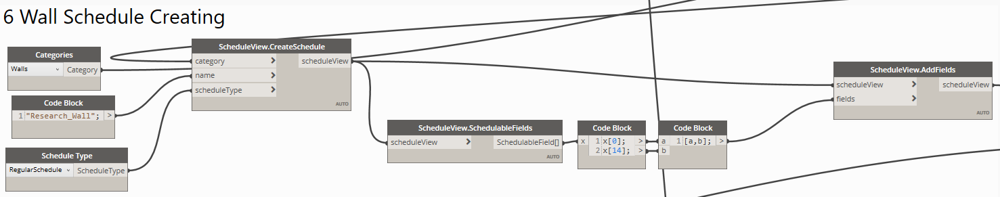 6 Wall Schedule Creating
Categories
Walls
Category
Code Block
1 "Research_Wall"; >
Schedule Type
RegularSchedule
ScheduleType
ScheduleView.CreateSchedule
category >
name >
scheduleType >
scheduleView
AUTO
ScheduleView.SchedulableFields
scheduleView >
SchedulableField[]
AUTO
Code Block
x
1 x[0]; >
2 x[14]; >
Code Block
a
b
1 [a,b]; >
ScheduleView.AddFields
scheduleView >
fields >
scheduleView
AUTO